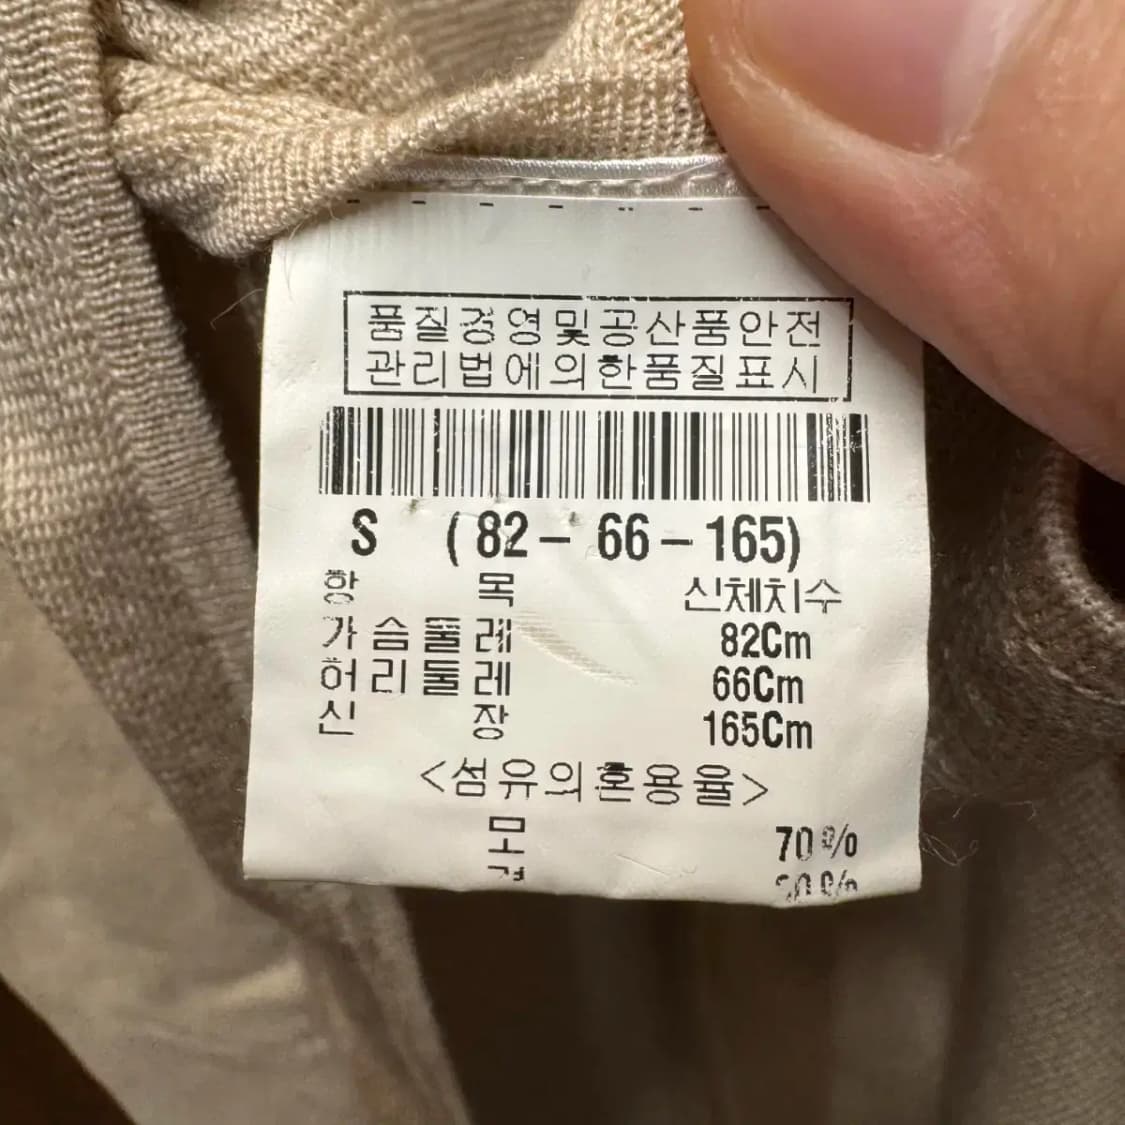 품질경영및공산품안전
관리법에의한품질표시
S (82-66-165)
항 목 신체치수
가슴둘레 82Cm
허리둘레 66Cm
신 장 165Cm
<섬유의혼용율>
모 70%